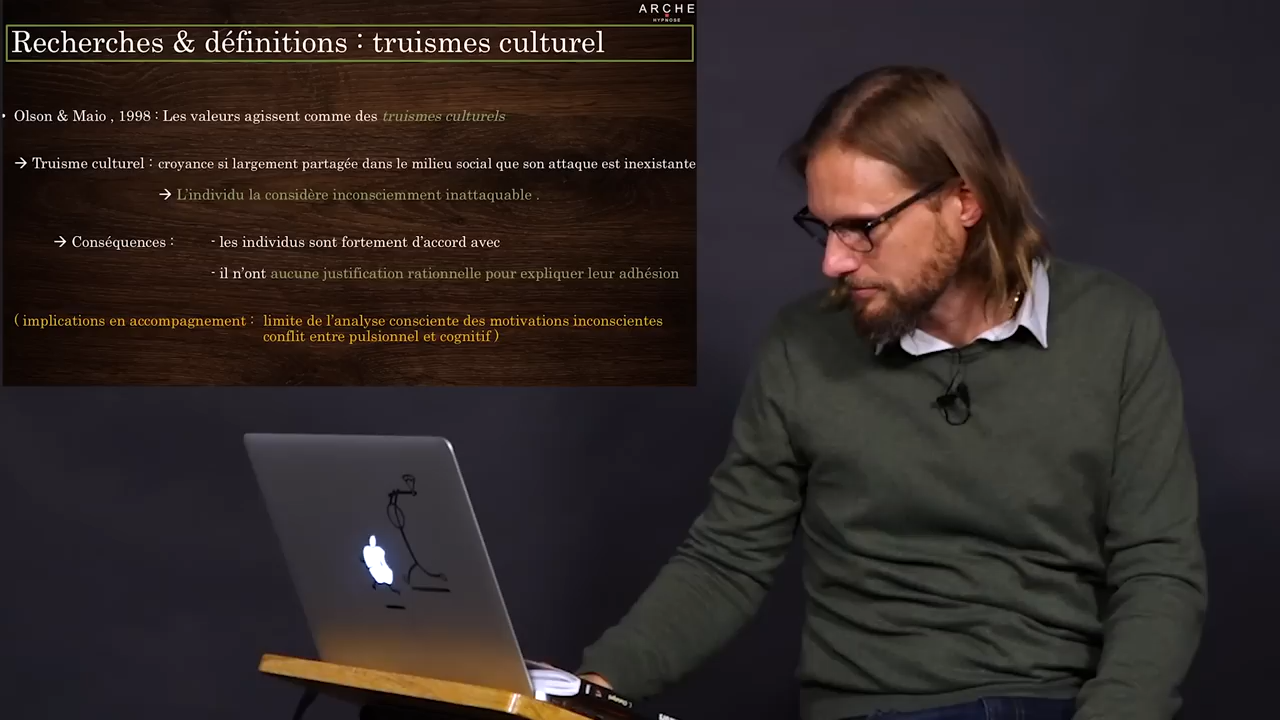 ARCHE
HYPNOSE
Recherches & définitions : truismes culturel
• Olson & Maio , 1998 : Les valeurs agissent comme des truismes culturels
→ Truisme culturel : croyance si largement partagée dans le milieu social que son attaque est inexistante
→ L'individu la considère inconsciemment inattaquable .
→ Conséquences : - les individus sont fortement d'accord avec
- il n'ont aucune justification rationnelle pour expliquer leur adhésion
( implications en accompagnement : limite de l'analyse consciente des motivations inconscientes
conflit entre pulsionnel et cognitif )